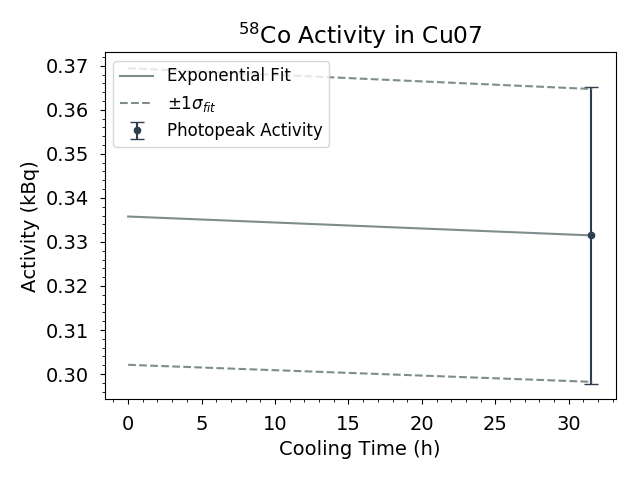 ⁵⁸Co Activity in Cu07
0.37
0.36
0.35
0.34
0.33
0.32
0.31
0.30
Activity (kBq)
Exponential Fit
±1σfit
Photopeak Activity
0 5 10 15 20 25 30
Cooling Time (h)